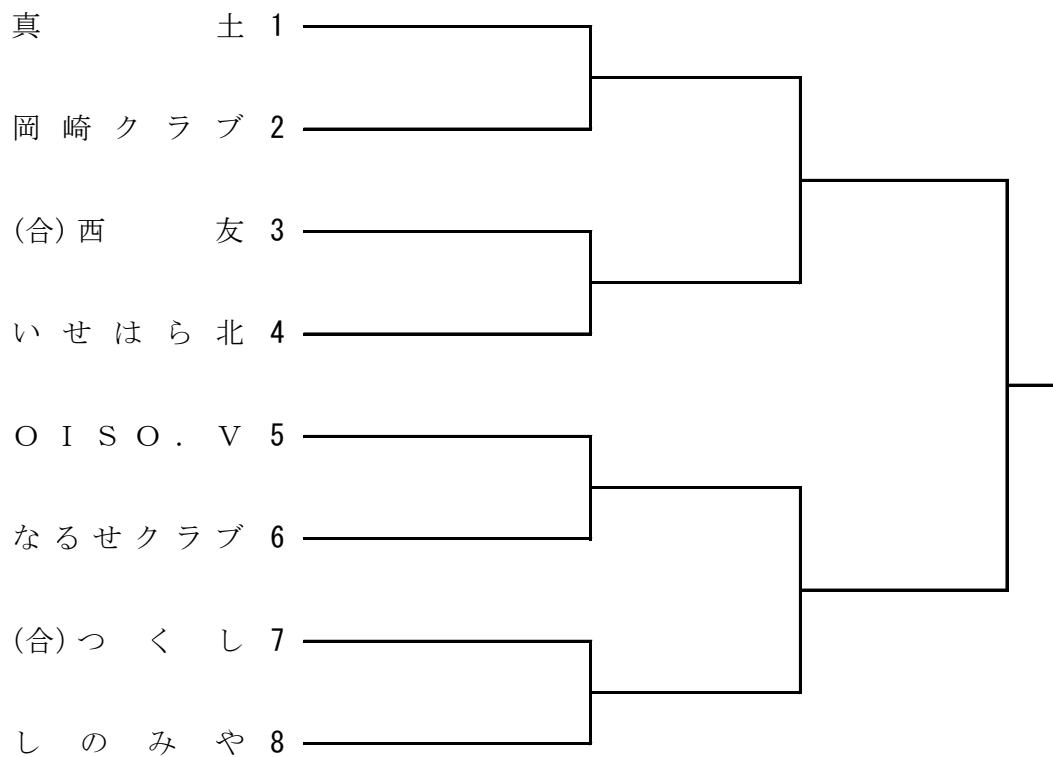 真土 1
岡崎クラブ 2
(合)西友 3
いせはら北 4
ＯＩＳＯ．Ｖ 5
なるせクラブ 6
(合)つくし 7
しのみや 8